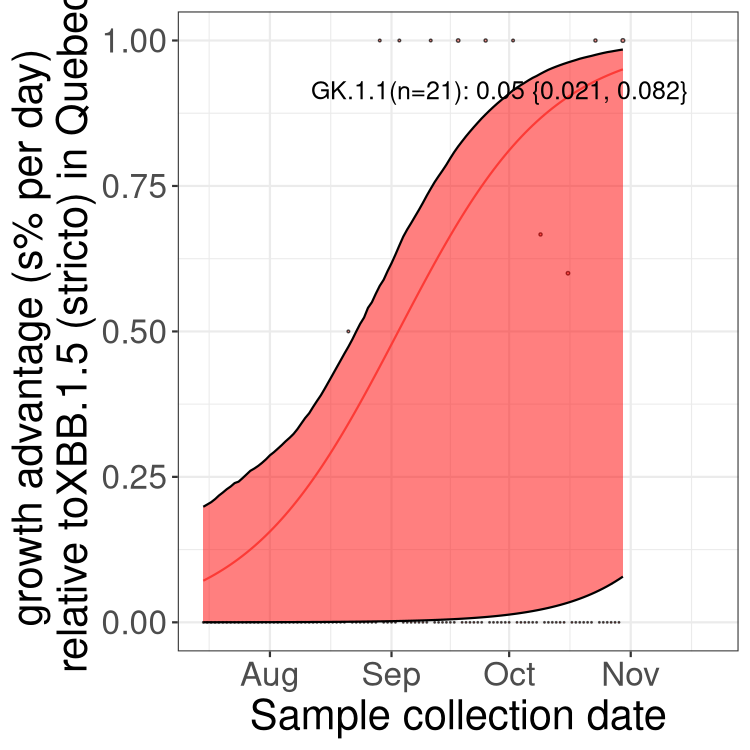 growth advantage (s% per day)
relative toXBB.1.5 (stricto) in Quebec
1.00
0.75
0.50
0.25
0.00
GK.1.1(n=21): 0.05 {0.021, 0.082}
Aug Sep Oct Nov
Sample collection date